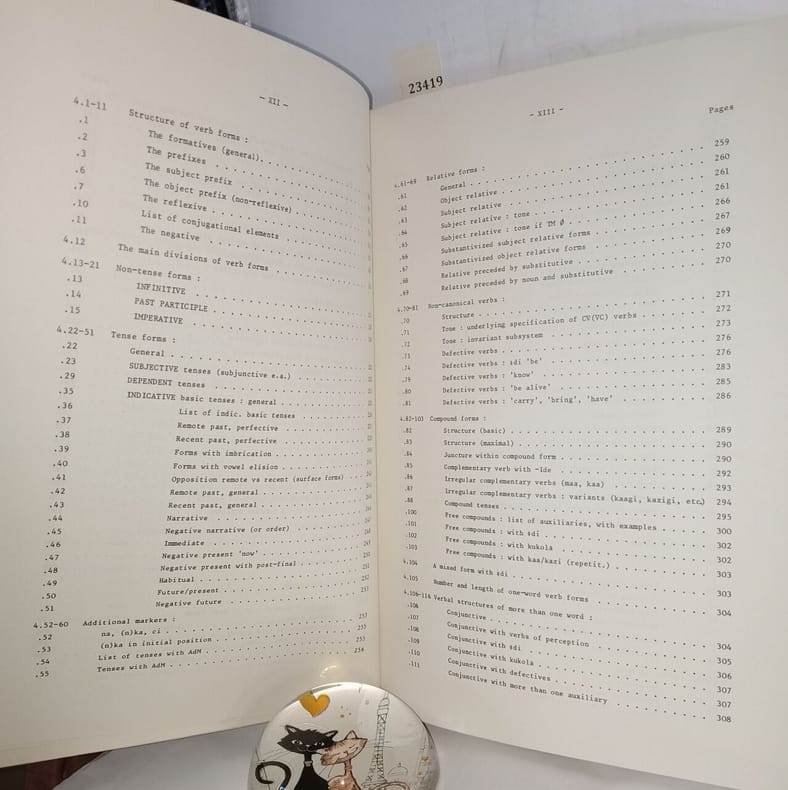 - XII -
4.1-11 Structure of verb forms :
.1 The formatives (general)
.2 The prefixes
.3 The subject prefix
.6 The object prefix (non-reflexive)
.7 The reflexive
.10 List of conjugational elements
.11 The negative
4.12 The main divisions of verb forms
4.13-21 Non-tense forms :
.13 INFINITIVE
.14 PAST PARTICIPLE
.15 IMPERATIVE
4.22-51 Tense forms :
.22 General
.23 SUBJECTIVE tenses (subjunctive e.a.)
.29 DEPENDENT tenses
.35 INDICATIVE basic tenses : general
.36 List of indic. basic tenses
.37 Remote past, perfective
.38 Recent past, perfective
.39 Forms with imbrication
.40 Forms with vowel elision
.41 Opposition remote vs recent (surface forms)
.42 Remote past, general
.43 Recent past, general
.44 Narrative
.45 Negative narrative (or order)
.46 Immediate
.47 Negative present 'now'
.48 Negative present with post-final
.49 Habitual
.50 Future/present
.51 Negative future
4.52-60 Additional markers :
.52 na, (n)ka, ci
.53 (n)ka in initial position
.54 List of tenses with AdM
.55 Tenses with AdM
23419
- XIII -
Pages
4.61-69 Relative forms : 259
.61 General 260
.62 Object relative 261
.63 Subject relative 261
.64 Subject relative : tone 266
.65 Subject relative : tone if TM Ø 267
.66 Substantivized subject relative forms 269
.67 Substantivized object relative forms 270
.68 Relative preceded by substitutive 270
.69 Relative preceded by noun and substitutive
4.70-81 Non-canonical verbs :
.70 Structure 271
.71 Tone : underlying specification of CV(VC) verbs 272
.72 Tone : invariant subsystem 273
.73 Defective verbs 276
.74 Defective verbs : sdi 'be' 276
.79 Defective verbs : 'know' 283
.80 Defective verbs : 'be alive' 285
.81 Defective verbs : 'carry', 'bring', 'have' 286
4.82-103 Compound forms :
.82 Structure (basic) 289
.83 Structure (maximal) 290
.84 Juncture within compound form 290
.85 Complementary verb with -Ide 292
.86 Irregular complementary verbs (maa, kaa) 293
.87 Irregular complementary verbs : variants (kaagi, kazigi, etc.) 294
.88 Compound tenses 295
.100 Free compounds : list of auxiliaries, with examples 300
.101 Free compounds : with sdi 302
.102 Free compounds : with kukola 302
.103 Free compounds : with kaa/kazi (repetit.) 303
4.104 A mixed form with sdi 303
4.105 Number and length of one-word verb forms 304
4.106-114 Verbal structures of more than one word :
.106 Conjunctive 304
.107 Conjunctive with verbs of perception 305
.108 Conjunctive with sdi 306
.109 Conjunctive with kukola 307
.110 Conjunctive with defectives 307
.111 Conjunctive with more than one auxiliary 308